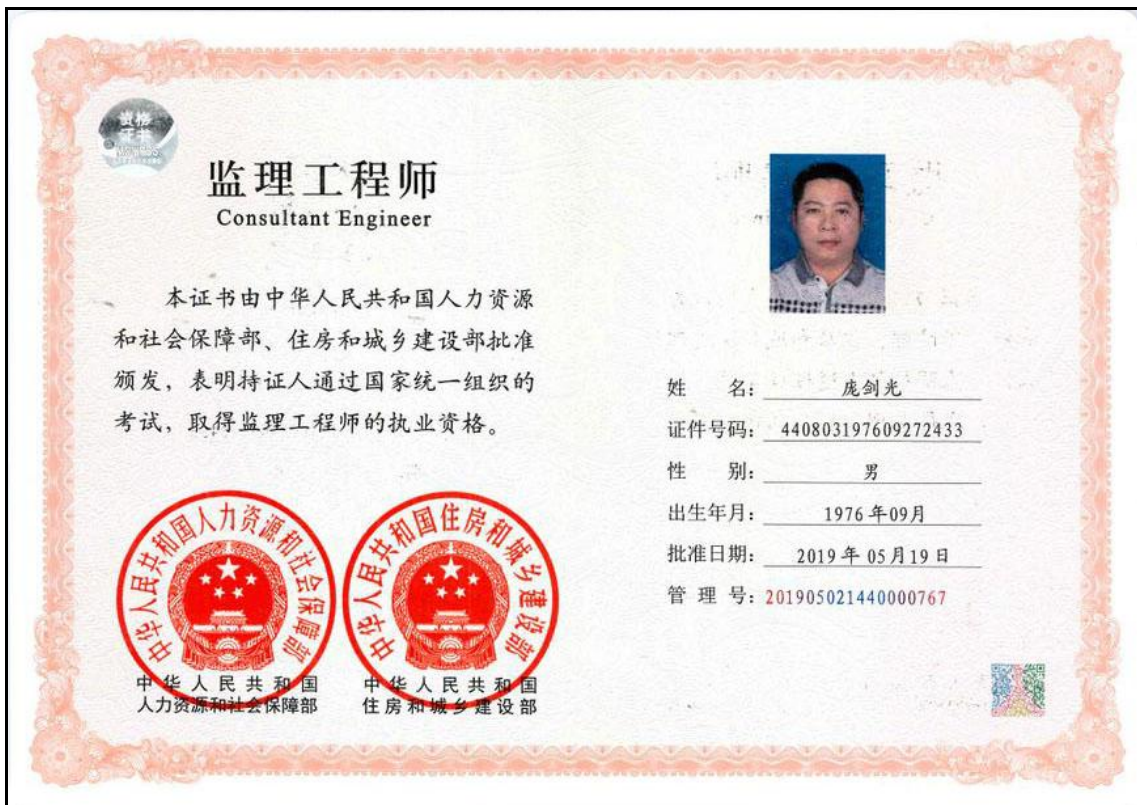 资格
证书
监理工程师
Consultant Engineer
本证书由中华人民共和国人力资源
和社会保障部、住房和城乡建设部批准
颁发，表明持证人通过国家统一组织的
考试，取得监理工程师的执业资格。
中华人民共和国人力资源和社会保障部
中华人民共和国住房和城乡建设部
中华人民共和国
人力资源和社会保障部
中华人民共和国
住房和城乡建设部
姓 名： 庞剑光
证件号码： 440803197609272433
性 别： 男
出生年月： 1976年09月
批准日期： 2019年05月19日
管 理 号：201905021440000767